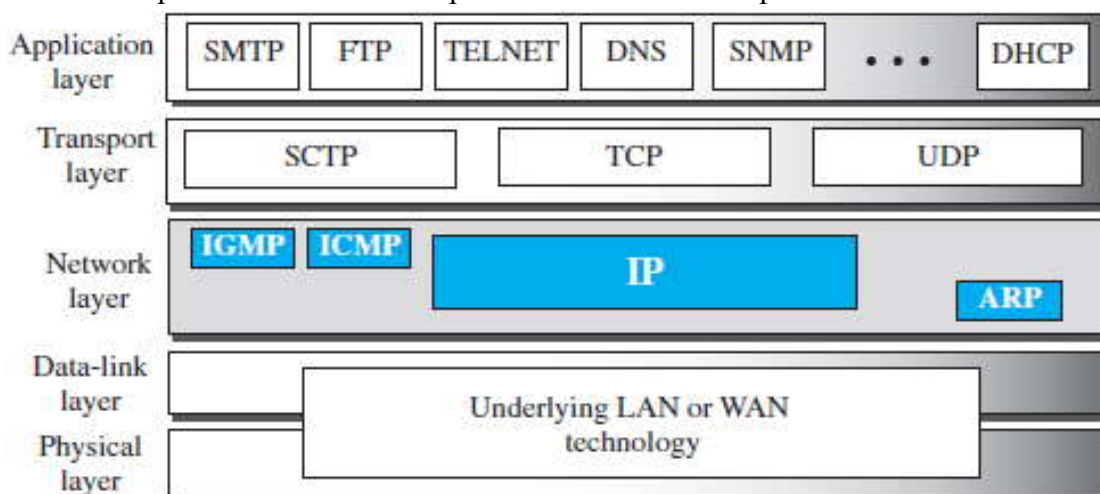 Application
layer
SMTP FTP TELNET DNS SNMP • • • DHCP
Transport
layer
SCTP TCP UDP
Network
layer
IGMP ICMP IP ARP
Data-link
layer
Underlying LAN or WAN
technology
Physical
layer